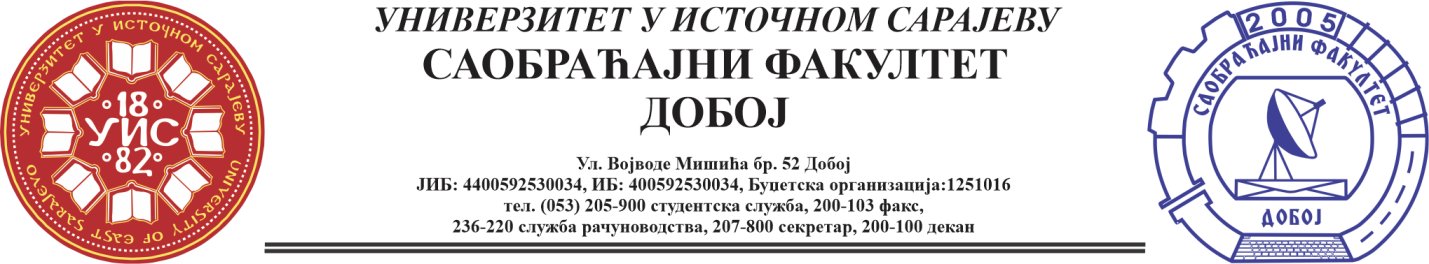 УНИВЕРЗИТЕТ У ИСТОЧНОМ САРАЈЕВУ
UNIVERSITY OF EAST SARAJEVO
18
УИС
82
УНИВЕРЗИТЕТ У ИСТОЧНОМ САРАЈЕВУ
САОБРАЋАЈНИ ФАКУЛТЕТ
ДОБОЈ
Ул. Војводе Мишића бр. 52 Добој
ЈИБ: 4400592530034, ИБ: 400592530034, Буџетска организација:1251016
тел. (053) 205-900 студентска служба, 200-103 факс,
236-220 служба рачуноводства, 207-800 секретар, 200-100 декан
2005
САОБРАЋАЈНИ ФАКУЛТЕТ
ДОБОЈ